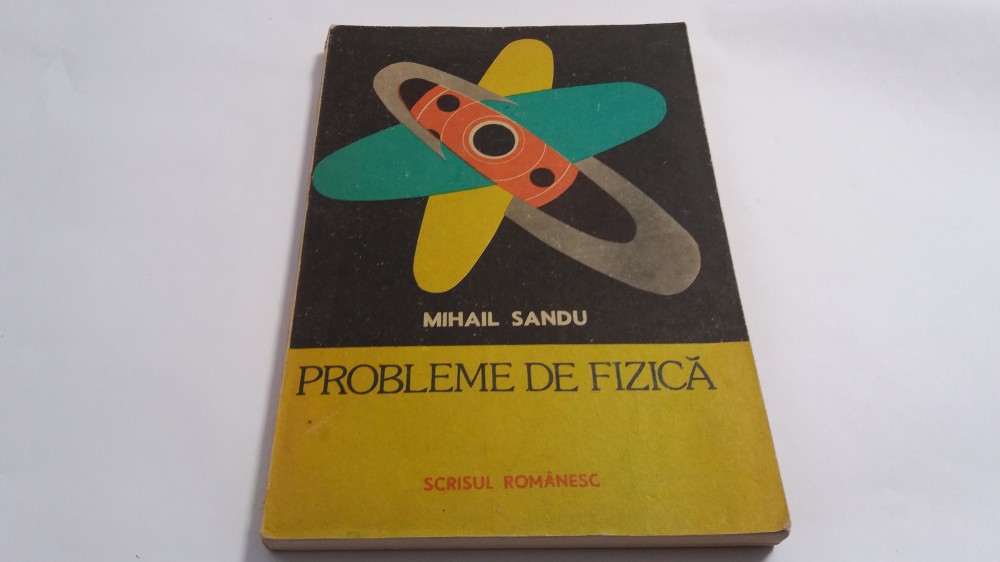 MIHAIL SANDU
PROBLEME DE FIZICĂ
SCRISUL ROMÂNESC